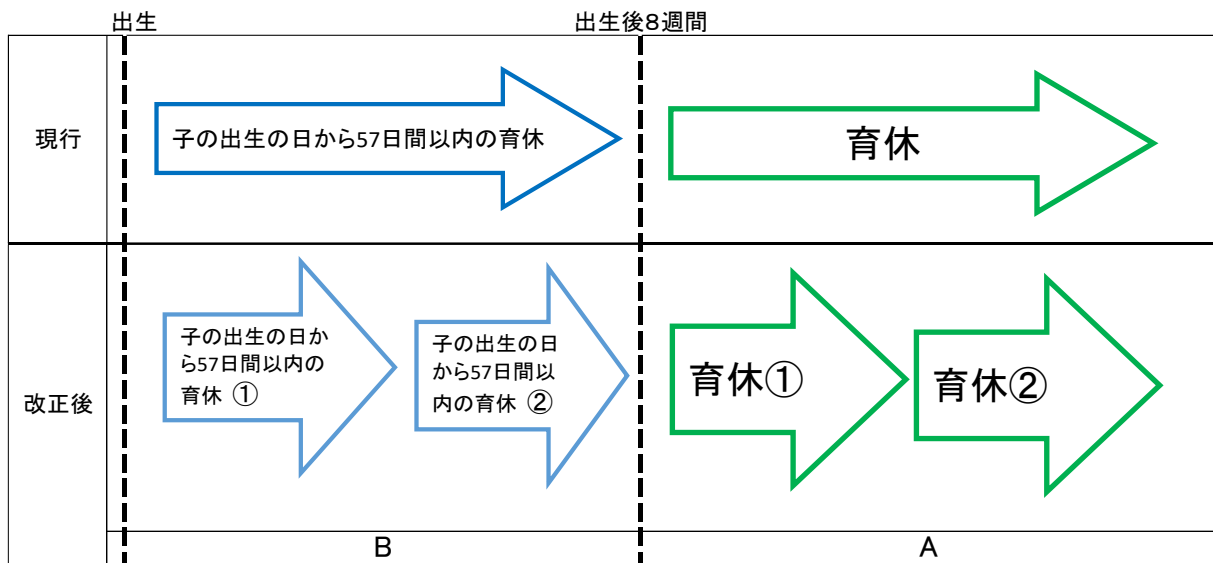 出生
出生後8週間
現行
子の出生の日から57日間以内の育休
育休
改正後
子の出生の日か
ら57日間以内の
育休 ①
子の出生の日
から57日間以
内の育休 ②
育休①
育休②
B
A